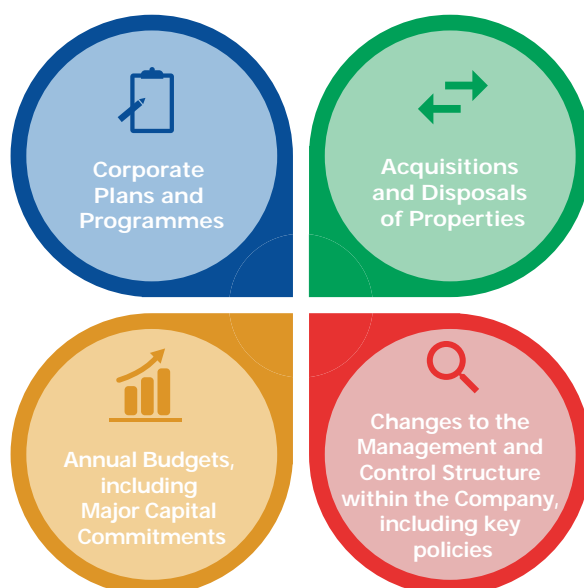 Corporate
Plans and
Programmes
Acquisitions
and Disposals
of Properties
Annual Budgets,
including
Major Capital
Commitments
Changes to the
Management and
Control Structure
within the Company,
including key
policies